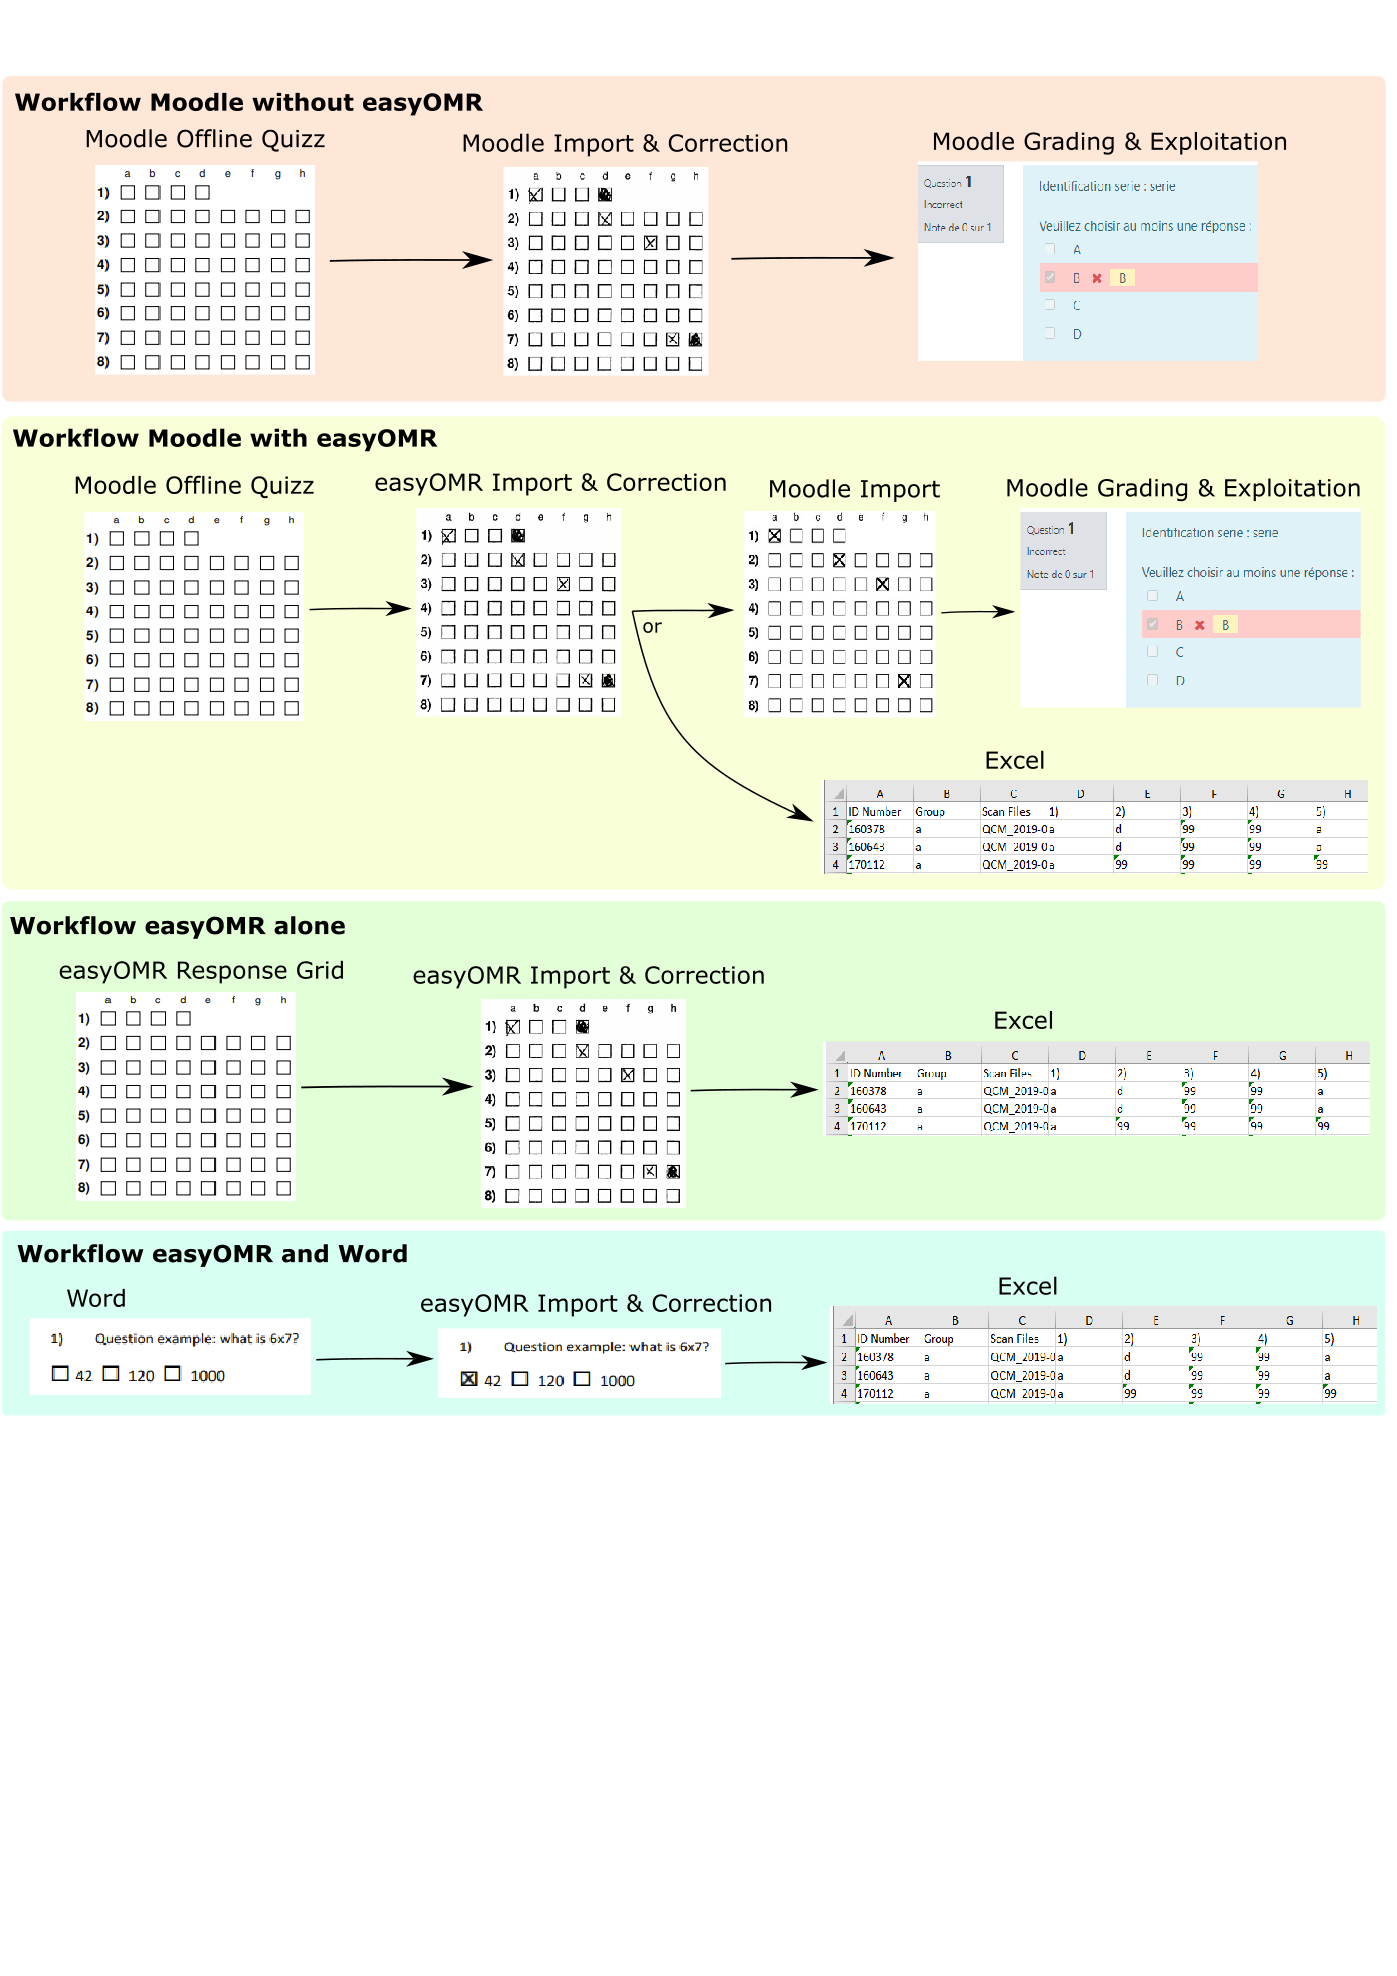 Workflow Moodle without easyOMR
Moodle Offline Quizz
a b c d e f g h
1)
2)
3)
4)
5)
6)
7)
8)
Moodle Import & Correction
a b c d e f g h
1)
2)
3)
4)
5)
6)
7)
8)
Moodle Grading & Exploitation
Question 1
Incorrect
Note de 0 sur 1
Identification serie : serie
Veuillez choisir au moins une réponse :
A
B ✖ B
C
D
Workflow Moodle with easyOMR
Moodle Offline Quizz
a b c d e f g h
1)
2)
3)
4)
5)
6)
7)
8)
easyOMR Import & Correction
a b c d e f g h
1)
2)
3)
4)
5)
6)
7)
8)
or
Moodle Import
a b c d e f g h
1)
2)
3)
4)
5)
6)
7)
8)
Moodle Grading & Exploitation
Question 1
Incorrect
Note de 0 sur 1
Identification serie : serie
Veuillez choisir au moins une réponse :
A
B ✖ B
C
D
Excel
A B C D E F G H
1 ID Number Group Scan Files 1) 2) 3) 4) 5)
2 160378 a QCM_2019-0 a d 99 99 a
3 160643 a QCM_2019-0 a d 99 99 a
4 170112 a QCM_2019-0 a 99 99 99 99
Workflow easyOMR alone
easyOMR Response Grid
a b c d e f g h
1)
2)
3)
4)
5)
6)
7)
8)
easyOMR Import & Correction
a b c d e f g h
1)
2)
3)
4)
5)
6)
7)
8)
Excel
A B C D E F G H
1 ID Number Group Scan Files 1) 2) 3) 4) 5)
2 160378 a QCM_2019-0 a d 99 99 a
3 160643 a QCM_2019-0 a d 99 99 a
4 170112 a QCM_2019-0 a 99 99 99 99
Workflow easyOMR and Word
Word
1) Question example: what is 6x7?
42 120 1000
easyOMR Import & Correction
1) Question example: what is 6x7?
42 120 1000
Excel
A B C D E F G H
1 ID Number Group Scan Files 1) 2) 3) 4) 5)
2 160378 a QCM_2019-0 a d 99 99 a
3 160643 a QCM_2019-0 a d 99 99 a
4 170112 a QCM_2019-0 a 99 99 99 99